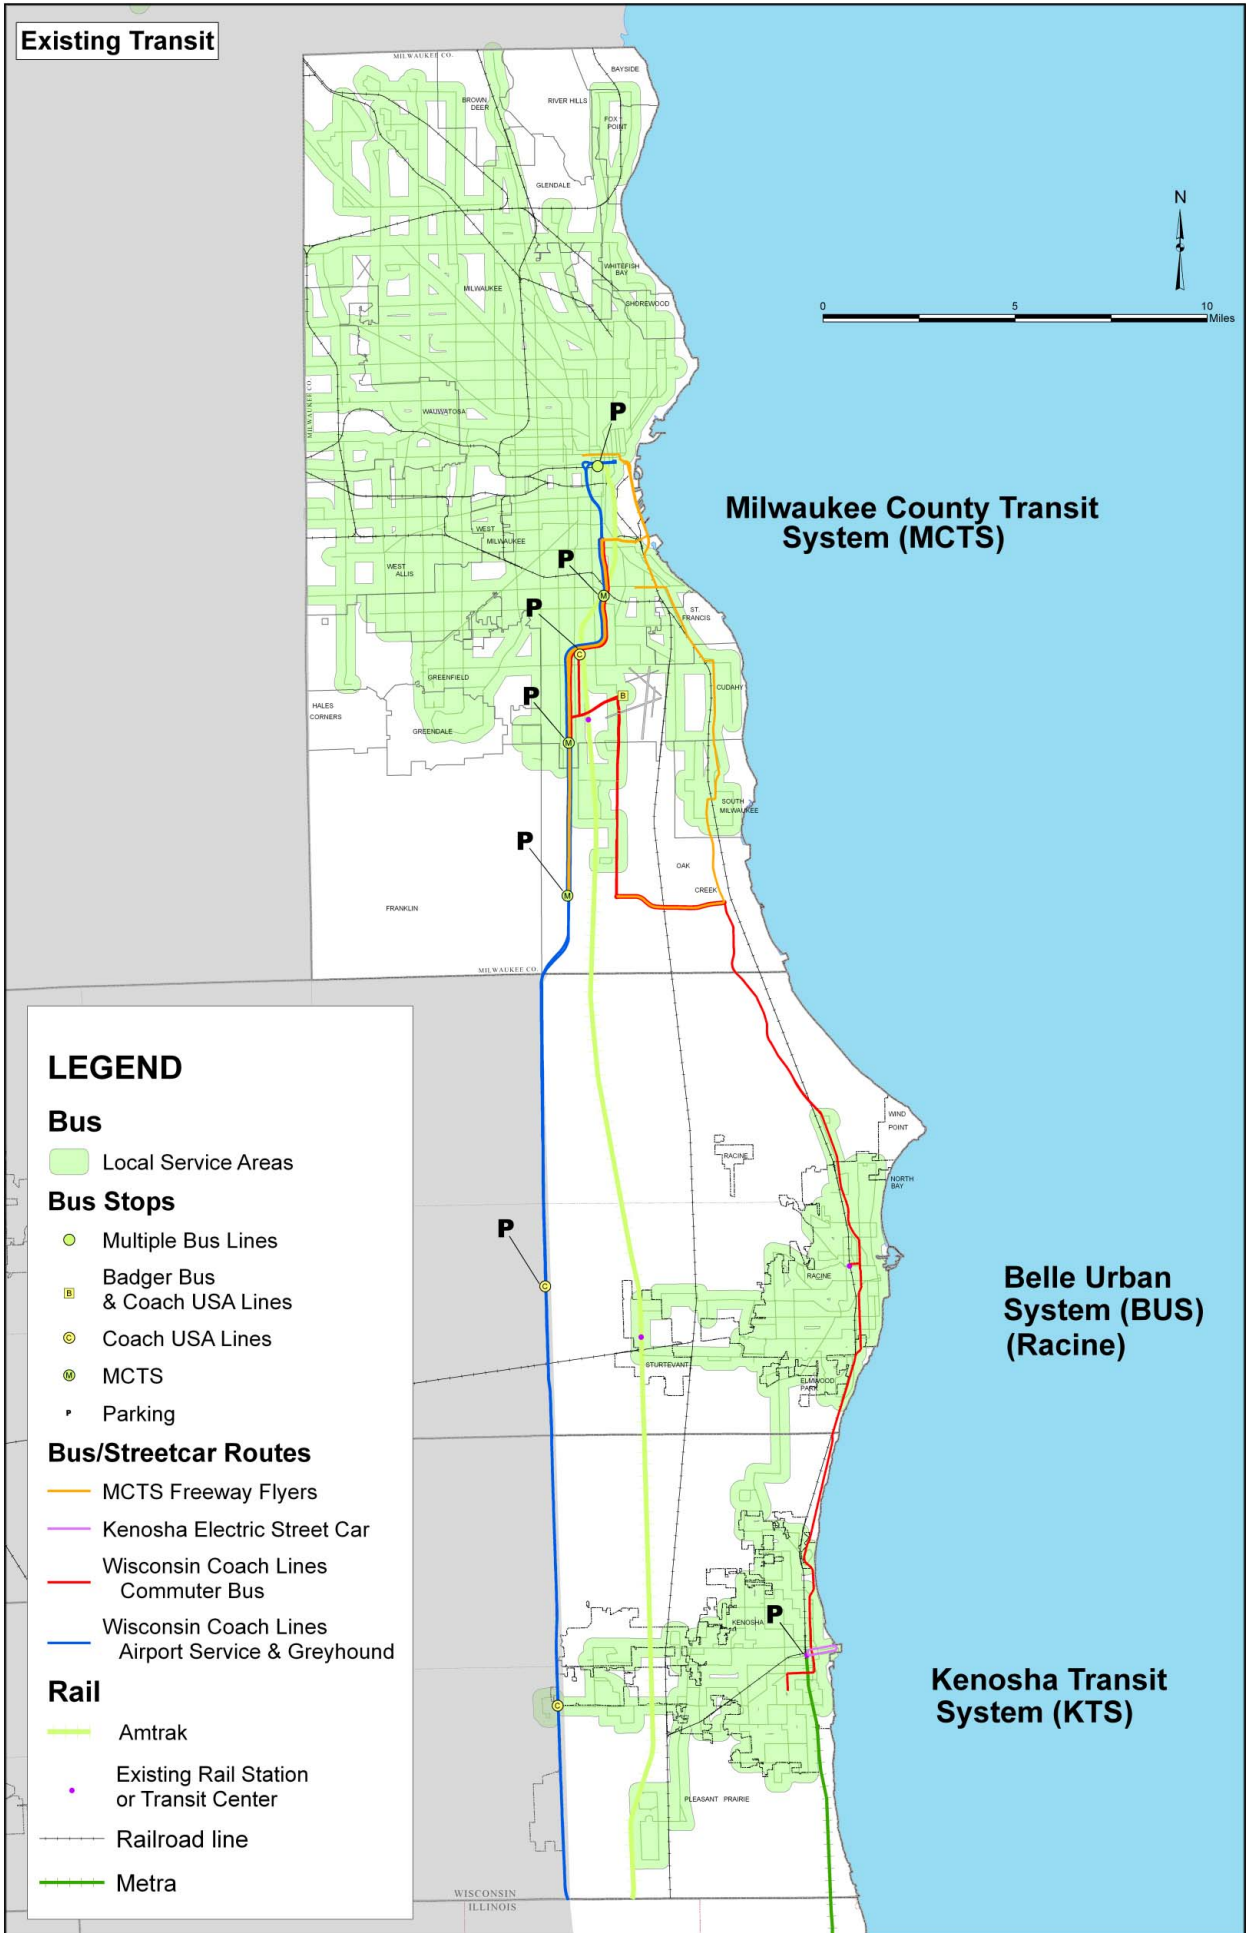 Existing Transit
MILWAUKEE CO.
BAYSIDE
BROWN
DEER
RIVER HILLS
FOX
POINT
GLENDALE
N
WHITEFISH
BAY
MILWAUKEE
SHOREWOOD
0 5 10
Miles
MILWAUKEE CO.
WAUWATOSA
P
Milwaukee County Transit
System (MCTS)
WEST
MILWAUKEE
P
WEST
ALLIS
M
P
ST.
FRANCIS
C
GREENFIELD
CUDAHY
P
B
HALES
CORNERS
GREENDALE
M
SOUTH
MILWAUKEE
P
OAK
CREEK
M
FRANKLIN
MILWAUKEE CO.
LEGEND
Bus
Local Service Areas
Bus Stops
Multiple Bus Lines
B Badger Bus
& Coach USA Lines
C Coach USA Lines
M MCTS
P Parking
Bus/Streetcar Routes
MCTS Freeway Flyers
Kenosha Electric Street Car
Wisconsin Coach Lines
Commuter Bus
Wisconsin Coach Lines
Airport Service & Greyhound
Rail
Amtrak
Existing Rail Station
or Transit Center
Railroad line
Metra
WIND
POINT
RACINE
NORTH
BAY
P
C
RACINE
Belle Urban
System (BUS)
(Racine)
STURTEVANT
ELMWOOD
PARK
KENOSHA
P
Kenosha Transit
System (KTS)
C
PLEASANT PRAIRIE
WISCONSIN
ILLINOIS